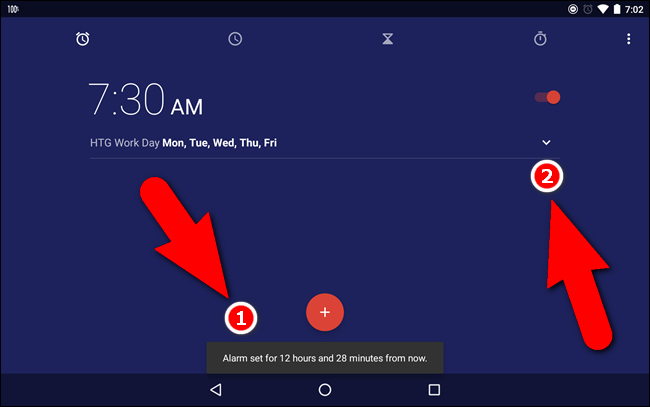 100% 7:02
7:30 AM
HTG Work Day Mon, Tue, Wed, Thu, Fri
2
1
Alarm set for 12 hours and 28 minutes from now.